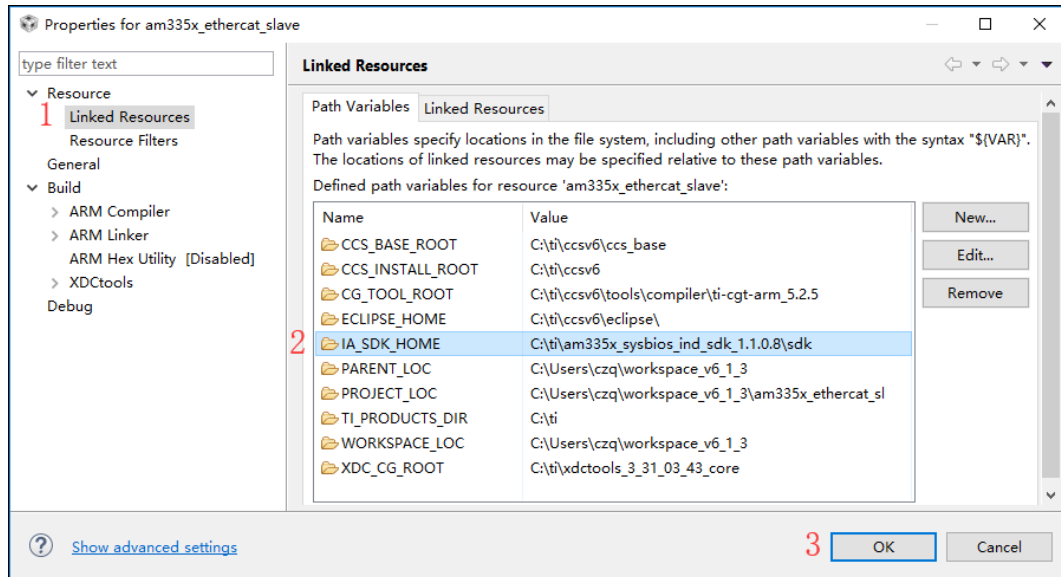 Properties for am335x_ethercat_slave
type filter text
Resource
1
Linked Resources
Resource Filters
General
Build
ARM Compiler
ARM Linker
ARM Hex Utility [Disabled]
XDCtools
Debug
Linked Resources
Path Variables Linked Resources
Path variables specify locations in the file system, including other path variables with the syntax "${VAR}".
The locations of linked resources may be specified relative to these path variables.
Defined path variables for resource 'am335x_ethercat_slave':
Name Value
CCS_BASE_ROOT C:\ti\ccsv6\ccs_base
CCS_INSTALL_ROOT C:\ti\ccsv6
CG_TOOL_ROOT C:\ti\ccsv6\tools\compiler\ti-cgt-arm_5.2.5
ECLIPSE_HOME C:\ti\ccsv6\eclipse\
2 IA_SDK_HOME C:\ti\am335x_sysbios_ind_sdk_1.1.0.8\sdk
PARENT_LOC C:\Users\czq\workspace_v6_1_3
PROJECT_LOC C:\Users\czq\workspace_v6_1_3\am335x_ethercat_sl
TI_PRODUCTS_DIR C:\ti
WORKSPACE_LOC C:\Users\czq\workspace_v6_1_3
XDC_CG_ROOT C:\ti\xdctools_3_31_03_43_core
New...
Edit...
Remove
? Show advanced settings
3 OK Cancel